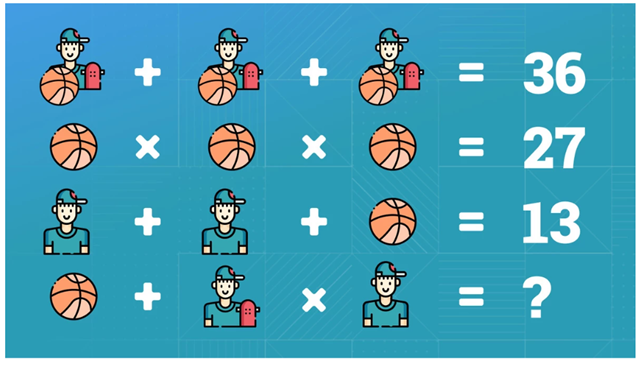 + + = 36
× × = 27
+ + = 13
+ × = ?